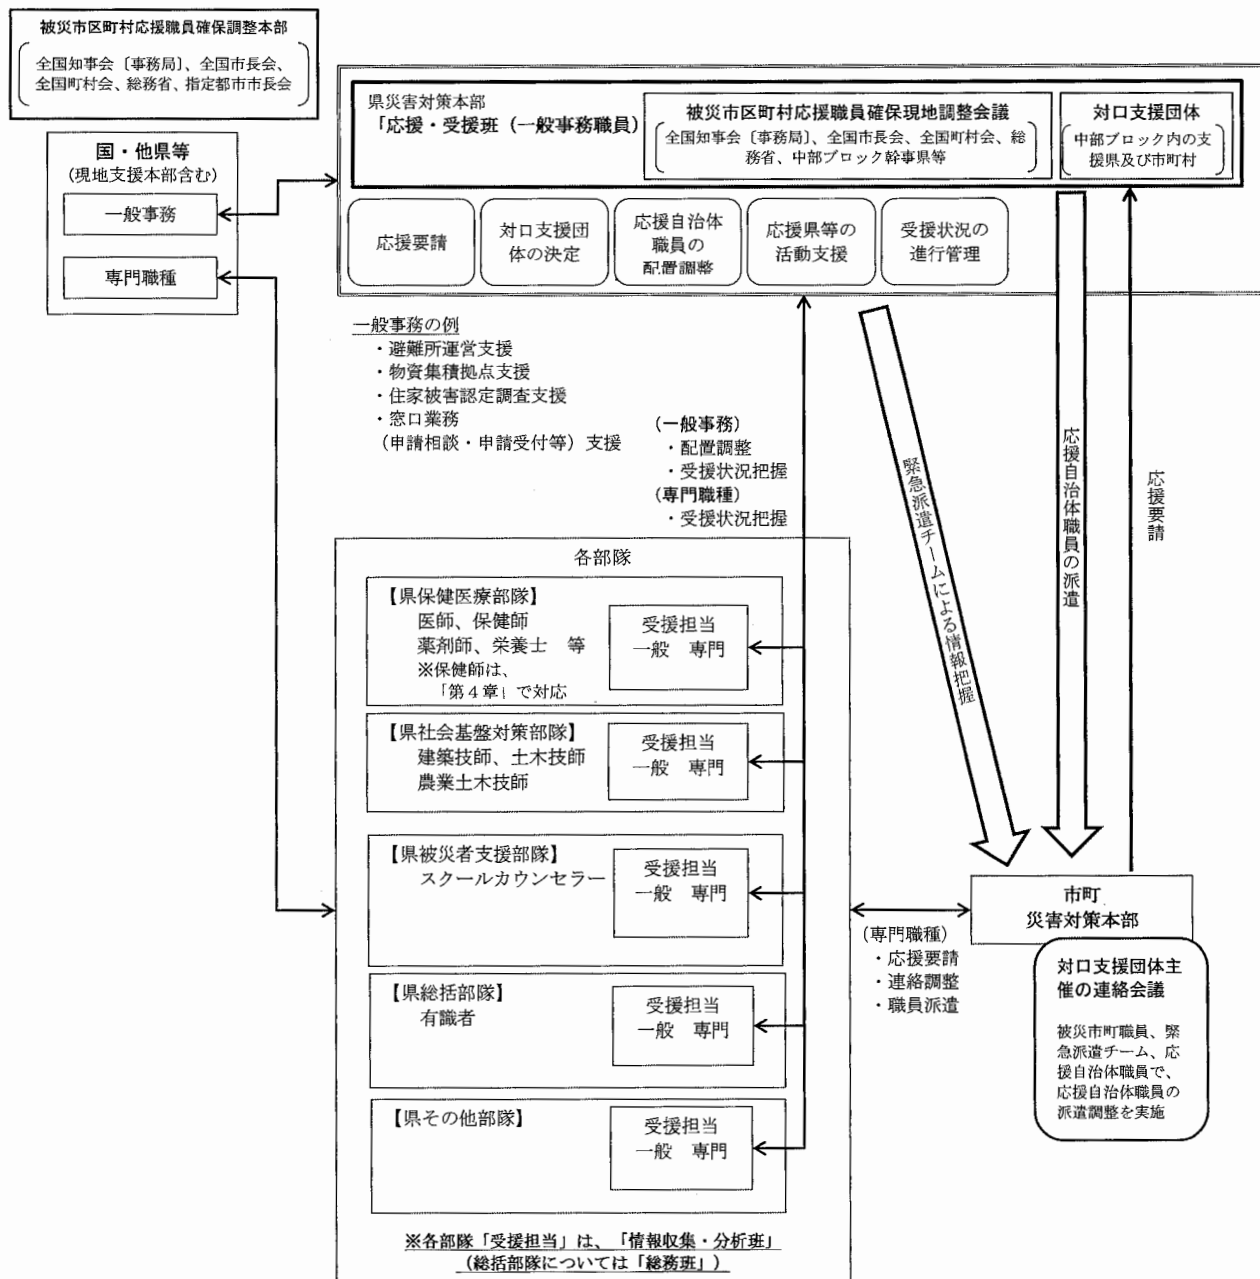 被災市区町村応援職員確保調整本部
全国知事会〔事務局〕、全国市長会、
全国町村会、総務省、指定都市市長会
国・他県等
(現地支援本部含む)
一般事務
専門職種
県災害対策本部
「応援・受援班(一般事務職員)
被災市区町村応援職員確保現地調整会議
全国知事会〔事務局〕、全国市長会、全国町村会、総
務省、中部ブロック幹事県等
対口支援団体
中部ブロック内の支
援県及び市町村
応援要請
対口支援団
体の決定
応援自治体
職員の
配置調整
応援県等の
活動支援
受援状況の
進行管理
一般事務の例
・避難所運営支援
・物資集積拠点支援
・住家被害認定調査支援
・窓口業務
(申請相談・申請受付等)支援
(一般事務)
・配置調整
・受援状況把握
(専門職種)
・受援状況把握
緊急派遣チームによる情報把握
応援自治体職員の派遣
応援要請
各部隊
【県保健医療部隊】
医師、保健師
薬剤師、栄養士 等
※保健師は、
「第4章」で対応
受援担当
一般 専門
【県社会基盤対策部隊】
建築技師、土木技師
農業土木技師
受援担当
一般 専門
【県被災者支援部隊】
スクールカウンセラー
受援担当
一般 専門
【県総括部隊】
有識者
受援担当
一般 専門
【県その他部隊】
受援担当
一般 専門
※各部隊「受援担当」は、「情報収集・分析班」
(総括部隊については「総務班」)
(専門職種)
・応援要請
・連絡調整
・職員派遣
市町
災害対策本部
対口支援団体主
催の連絡会議
被災市町職員、緊
急派遣チーム、応
援自治体職員で、
応援自治体職員の
派遣調整を実施